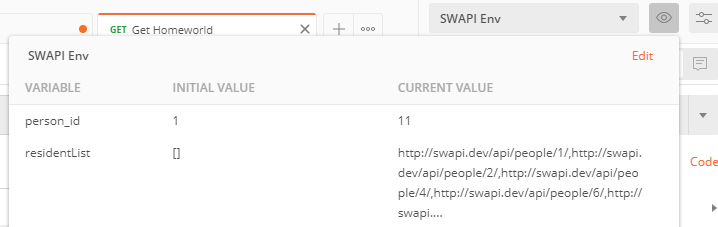 SWAPI Env
GET Get Homeworld
SWAPI Env Edit
VARIABLE INITIAL VALUE CURRENT VALUE
person_id 1 11
residentList [] http://swapi.dev/api/people/1/,http://swapi.
dev/api/people/2/,http://swapi.dev/api/peo
ple/4/,http://swapi.dev/api/people/6/,http://
swapi....
Code